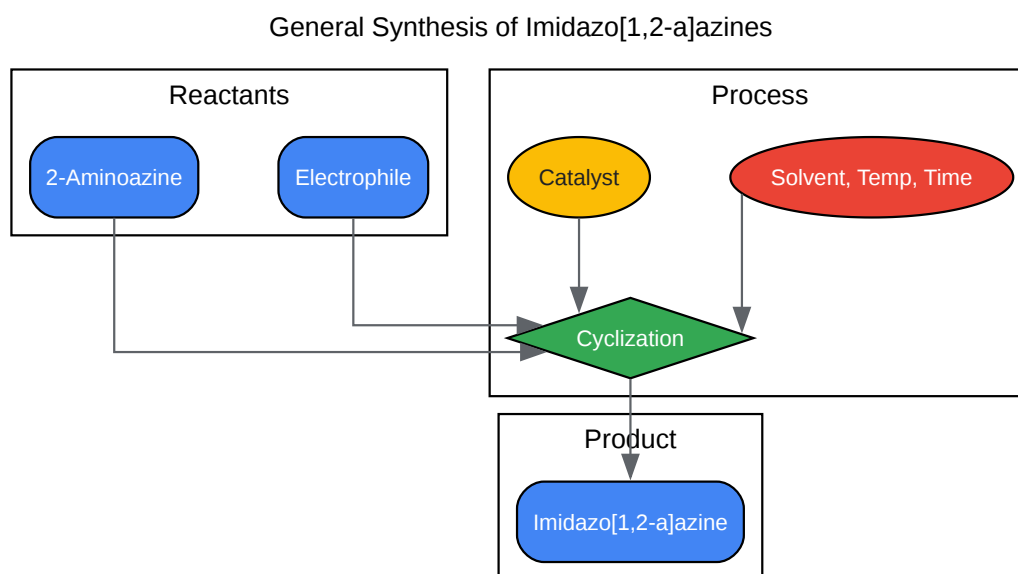 General Synthesis of Imidazo[1,2-a]azines
Reactants
Process
2-Aminoazine
Electrophile
Catalyst
Solvent, Temp, Time
Cyclization
Product
Imidazo[1,2-a]azine